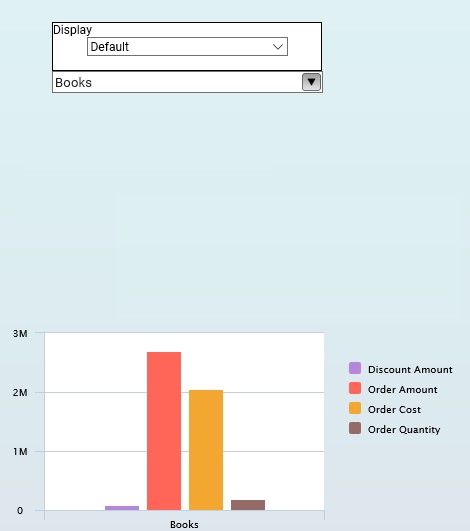 Display
Default
Books
3M
2M
1M
0
Books
Discount Amount
Order Amount
Order Cost
Order Quantity